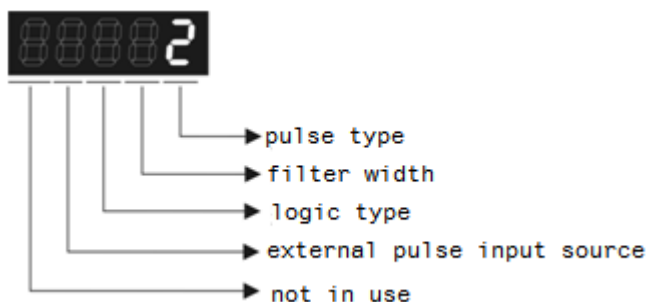 2
pulse type
filter width
logic type
external pulse input source
not in use